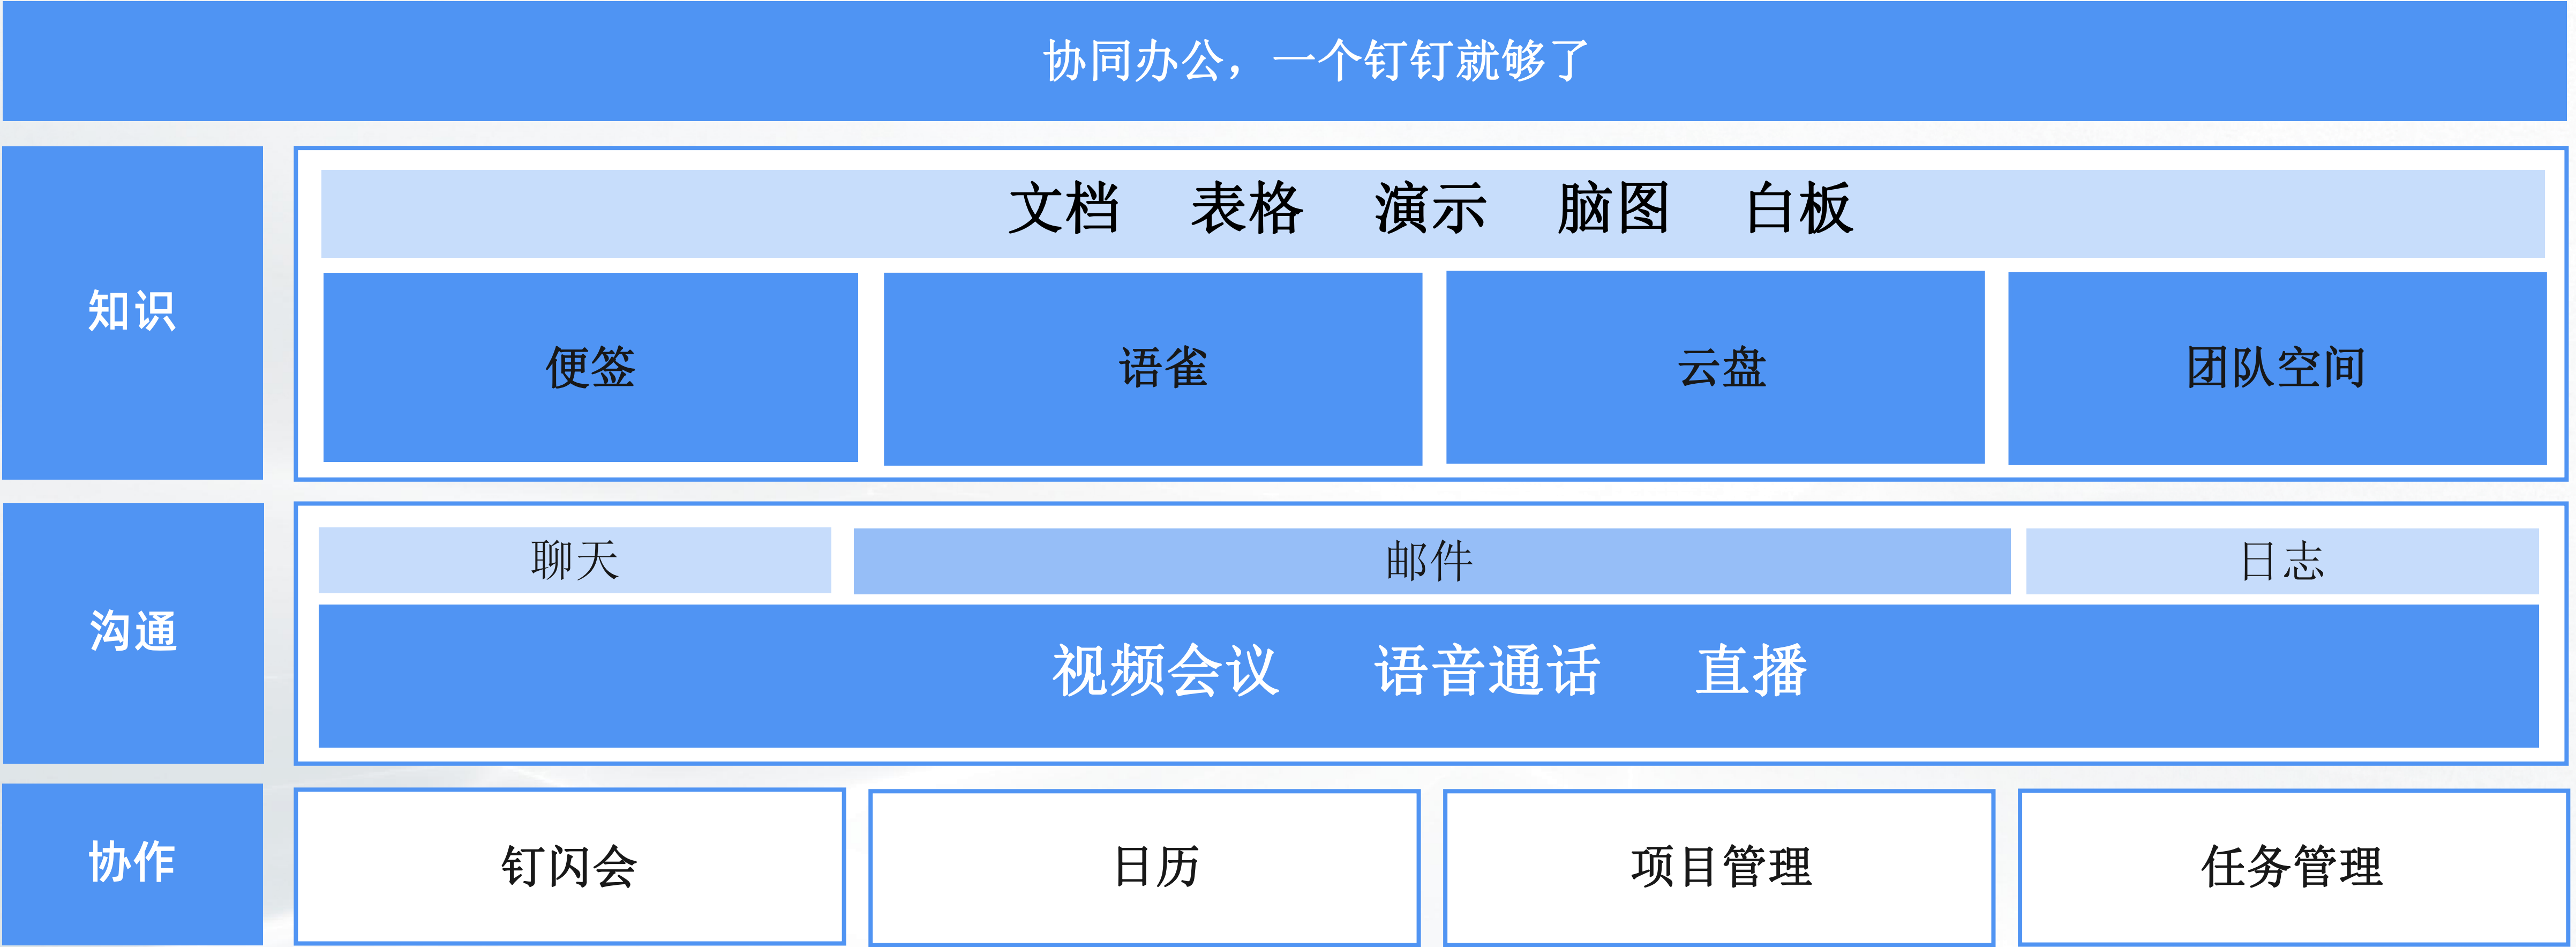 协同办公，一个钉钉就够了
知识
文档 表格 演示 脑图 白板
便签 语雀 云盘 团队空间
沟通
聊天 邮件 日志
视频会议 语音通话 直播
协作
钉闪会 日历 项目管理 任务管理